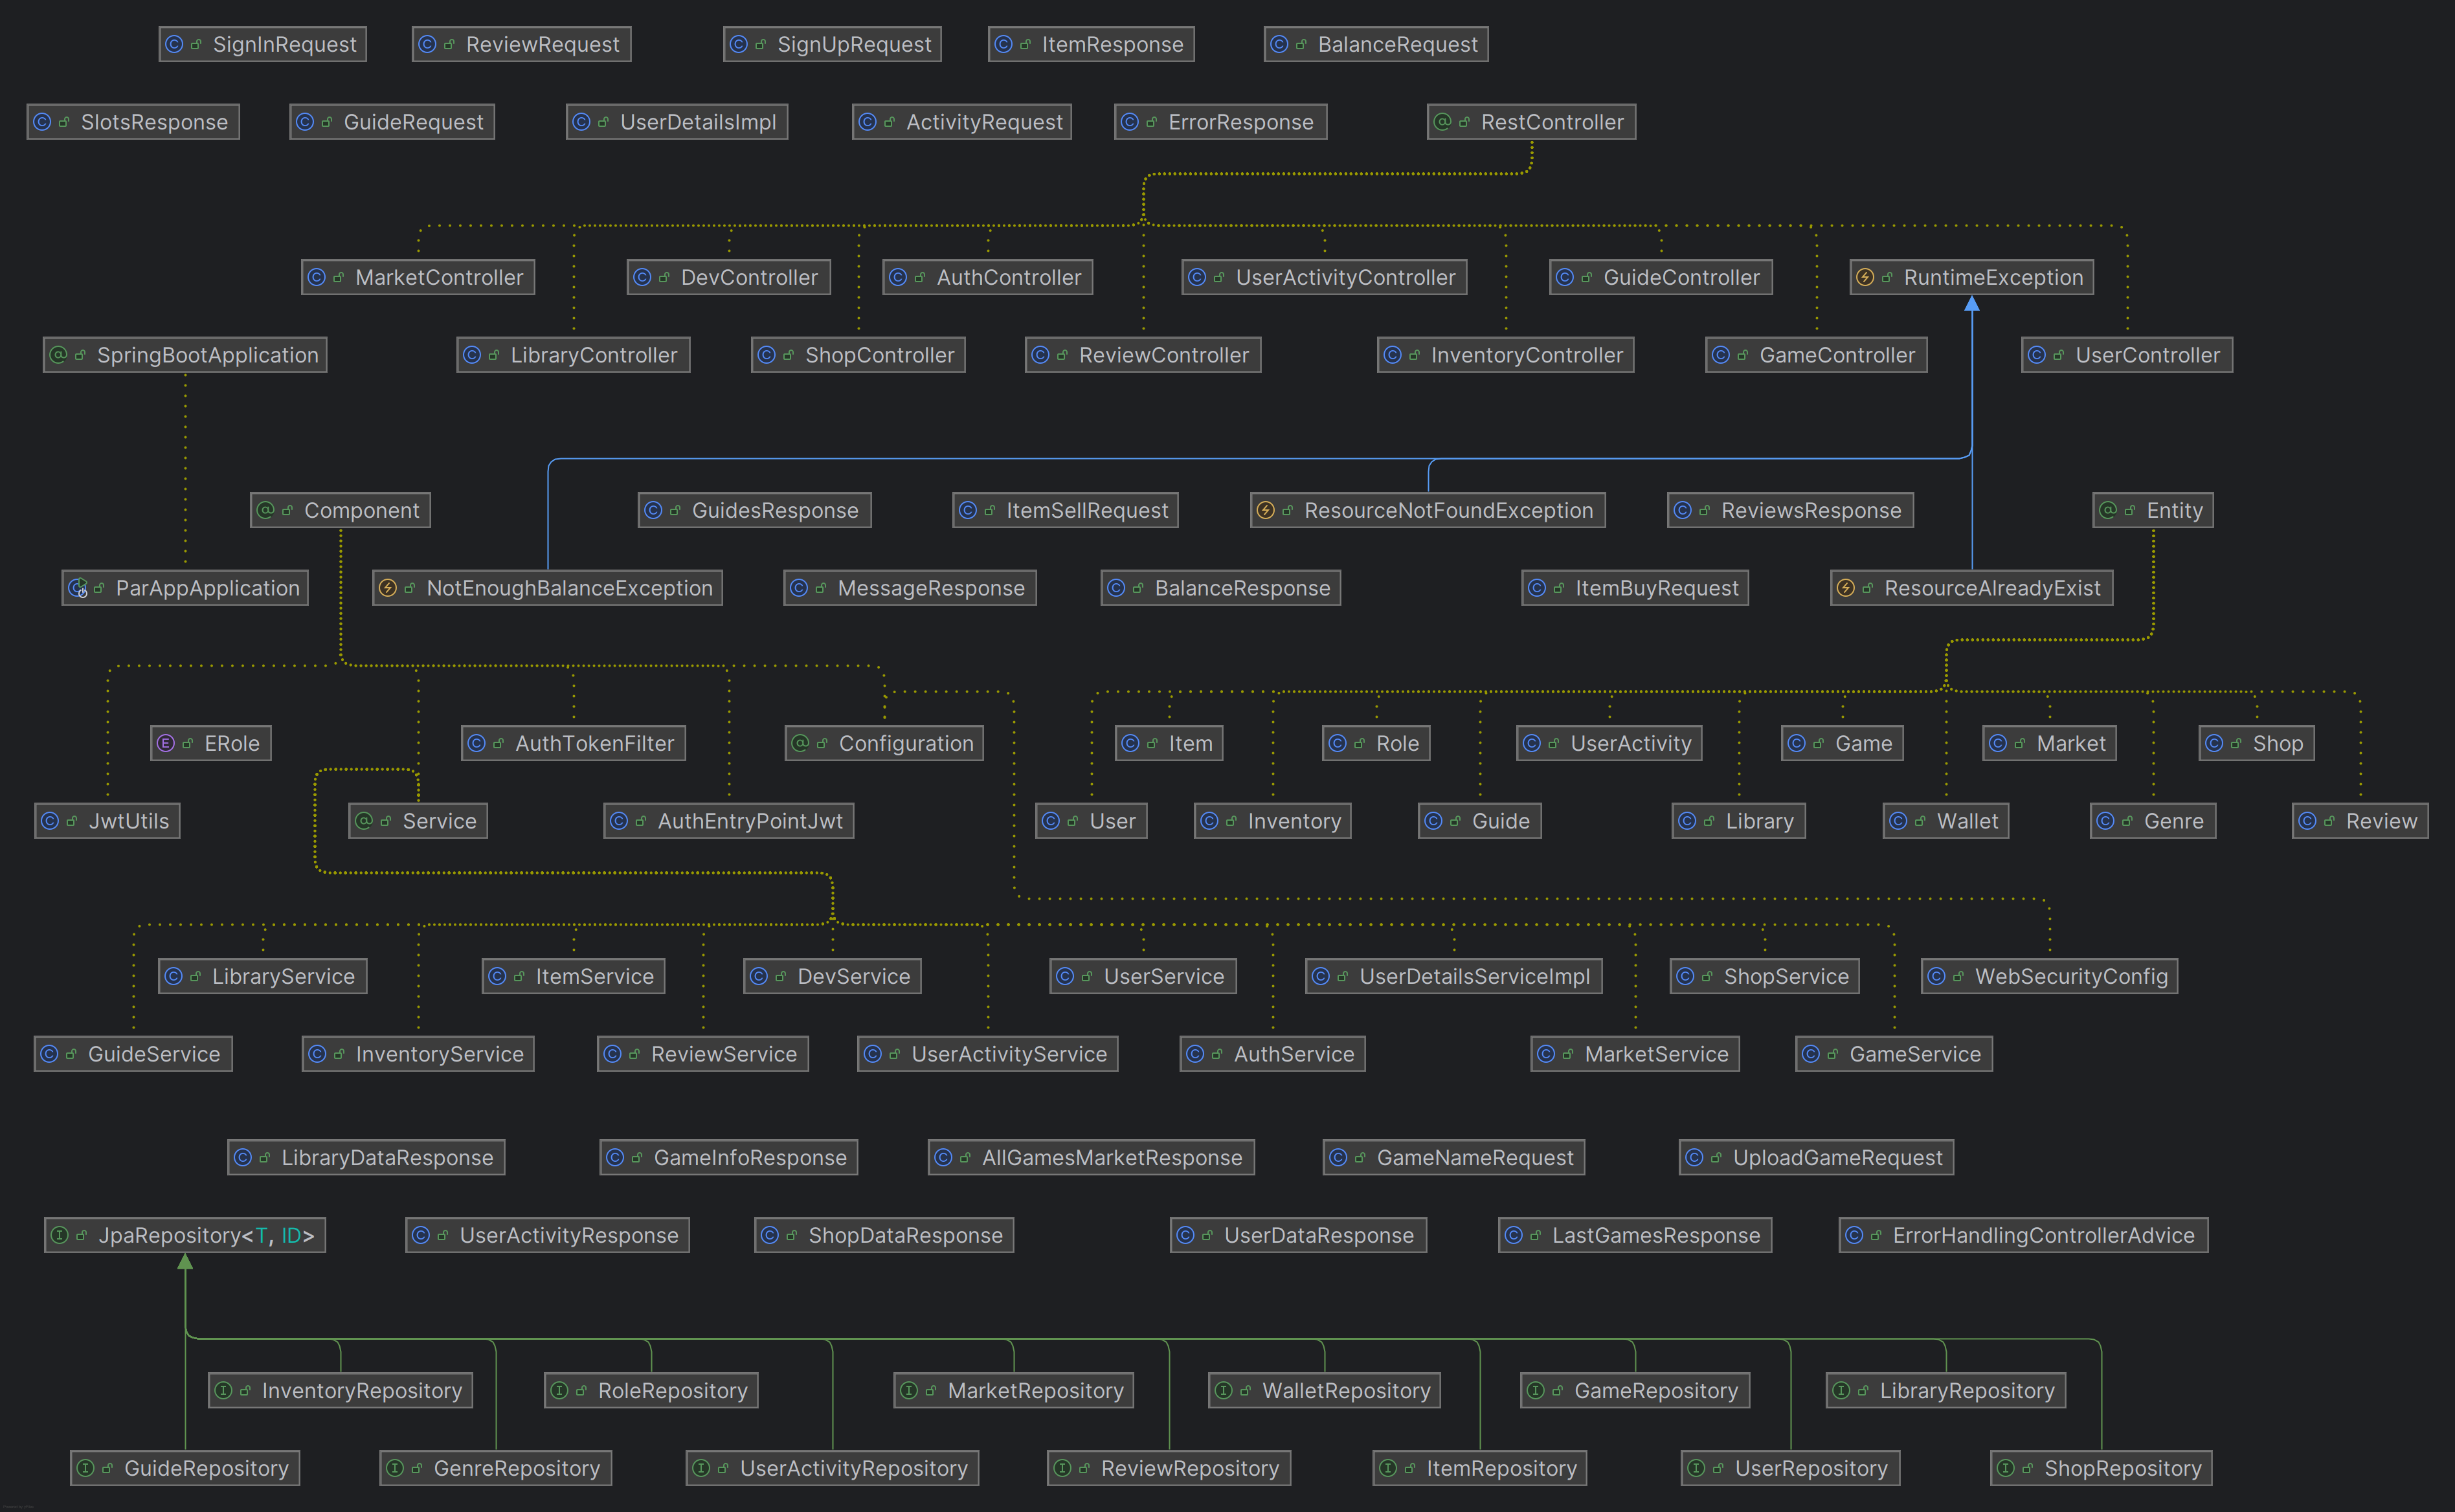 SignInRequest
ReviewRequest
SignUpRequest
ItemResponse
BalanceRequest
SlotsResponse
GuideRequest
UserDetailsImpl
ActivityRequest
ErrorResponse
RestController
MarketController
DevController
AuthController
UserActivityController
GuideController
RuntimeException
SpringBootApplication
LibraryController
ShopController
ReviewController
InventoryController
GameController
UserController
Component
GuidesResponse
ItemSellRequest
ResourceNotFoundException
ReviewsResponse
Entity
ParAppApplication
NotEnoughBalanceException
MessageResponse
BalanceResponse
ItemBuyRequest
ResourceAlreadyExist
ERole
AuthTokenFilter
Configuration
Item
Role
UserActivity
Game
Market
Shop
JwtUtils
Service
AuthEntryPointJwt
User
Inventory
Guide
Library
Wallet
Genre
Review
LibraryService
ItemService
DevService
UserService
UserDetailsServiceImpl
ShopService
WebSecurityConfig
GuideService
InventoryService
ReviewService
UserActivityService
AuthService
MarketService
GameService
LibraryDataResponse
GameInfoResponse
AllGamesMarketResponse
GameNameRequest
UploadGameRequest
JpaRepository<T, ID>
UserActivityResponse
ShopDataResponse
UserDataResponse
LastGamesResponse
ErrorHandlingControllerAdvice
InventoryRepository
RoleRepository
MarketRepository
WalletRepository
GameRepository
LibraryRepository
GuideRepository
GenreRepository
UserActivityRepository
ReviewRepository
ItemRepository
UserRepository
ShopRepository